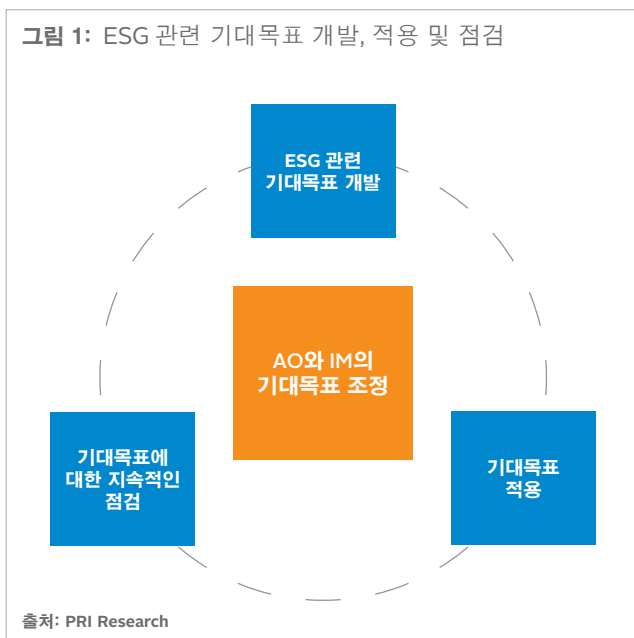 그림 1: ESG 관련 기대목표 개발, 적용 및 점검
ESG 관련
기대목표 개발
AO와 IM의
기대목표 조정
기대목표에
대한 지속적인
점검
기대목표
적용
출처: PRI Research